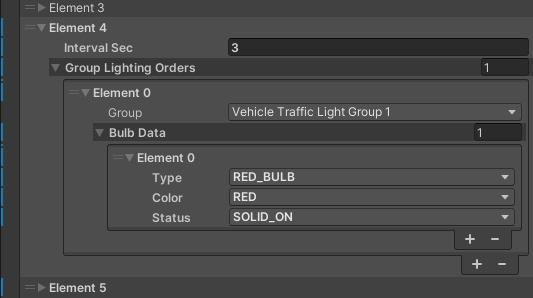 Element 3
Element 4
Interval Sec 3
Group Lighting Orders 1
Element 0
Group Vehicle Traffic Light Group 1
Bulb Data 1
Element 0
Type RED_BULB
Color RED
Status SOLID_ON
+ −
+ −
Element 5